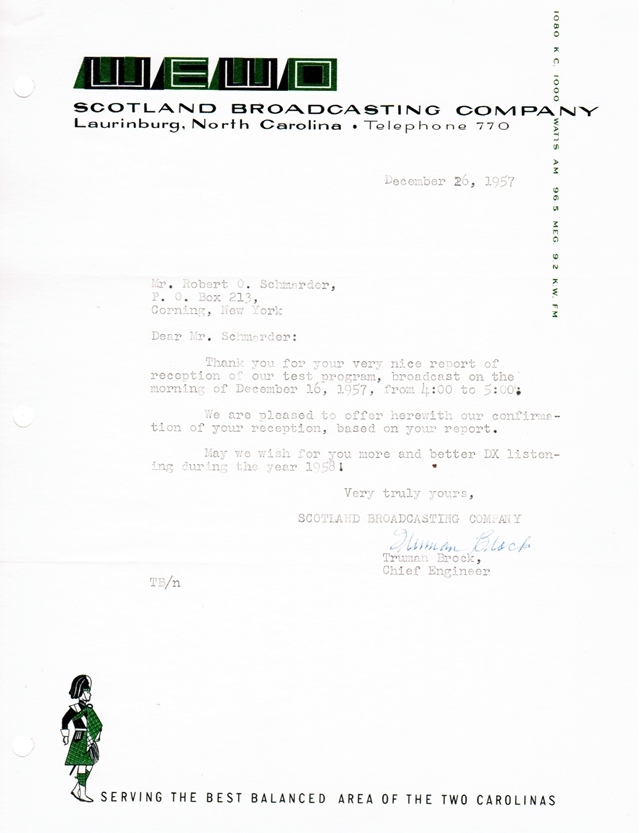 WEWO
SCOTLAND BROADCASTING COMPANY
Laurinburg, North Carolina • Telephone 770
1080 K.C. 1000 WATTS AM 96.5 MEG 9.2 K.W. FM
December 26, 1957
Mr. Robert O. Schmarder,
P. O. Box 213,
Corning, New York
Dear Mr. Schmarder:
Thank you for your very nice report of
reception of our test program, broadcast on the
morning of December 16, 1957, from 4:00 to 5:00.
We are pleased to offer herewith our confirma-
tion of your reception, based on your report.
May we wish for you more and better DX listen-
ing during the year 1958!
Very truly yours,
SCOTLAND BROADCASTING COMPANY
Truman Brock
Truman Brock,
Chief Engineer
TB/n
SERVING THE BEST BALANCED AREA OF THE TWO CAROLINAS